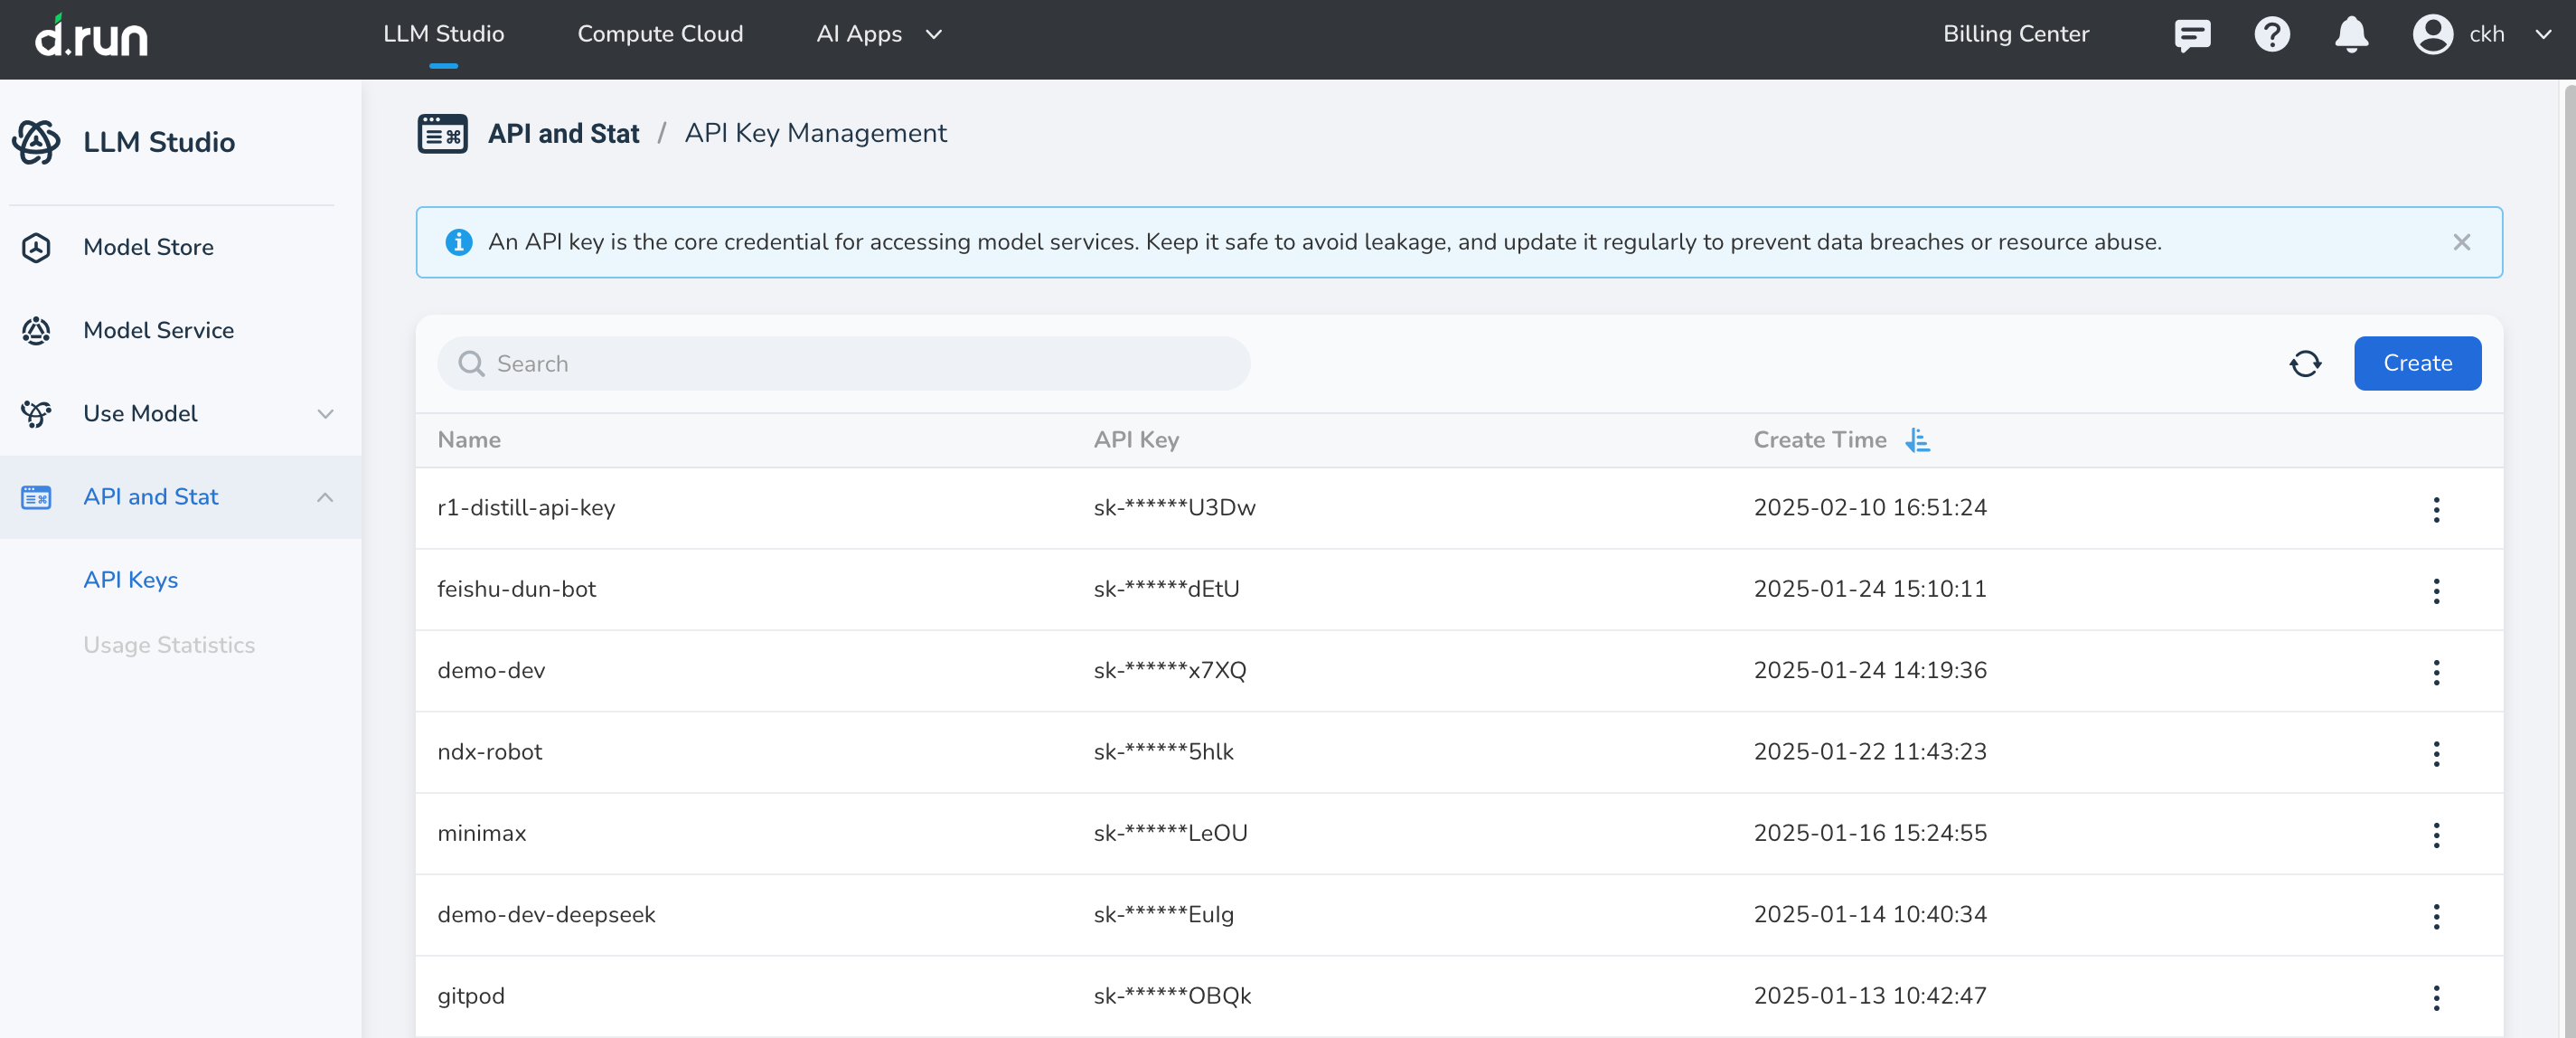 d.run LLM Studio Compute Cloud AI Apps Billing Center ckh
LLM Studio
Model Store
Model Service
Use Model
API and Stat
API Keys
Usage Statistics
API and Stat / API Key Management
An API key is the core credential for accessing model services. Keep it safe to avoid leakage, and update it regularly to prevent data breaches or resource abuse.
Search Create
Name API Key Create Time
r1-distill-api-key sk-******U3Dw 2025-02-10 16:51:24
feishu-dun-bot sk-******dEtU 2025-01-24 15:10:11
demo-dev sk-******x7XQ 2025-01-24 14:19:36
ndx-robot sk-******5hlk 2025-01-22 11:43:23
minimax sk-******LeOU 2025-01-16 15:24:55
demo-dev-deepseek sk-******Eulg 2025-01-14 10:40:34
gitpod sk-******OBQk 2025-01-13 10:42:47